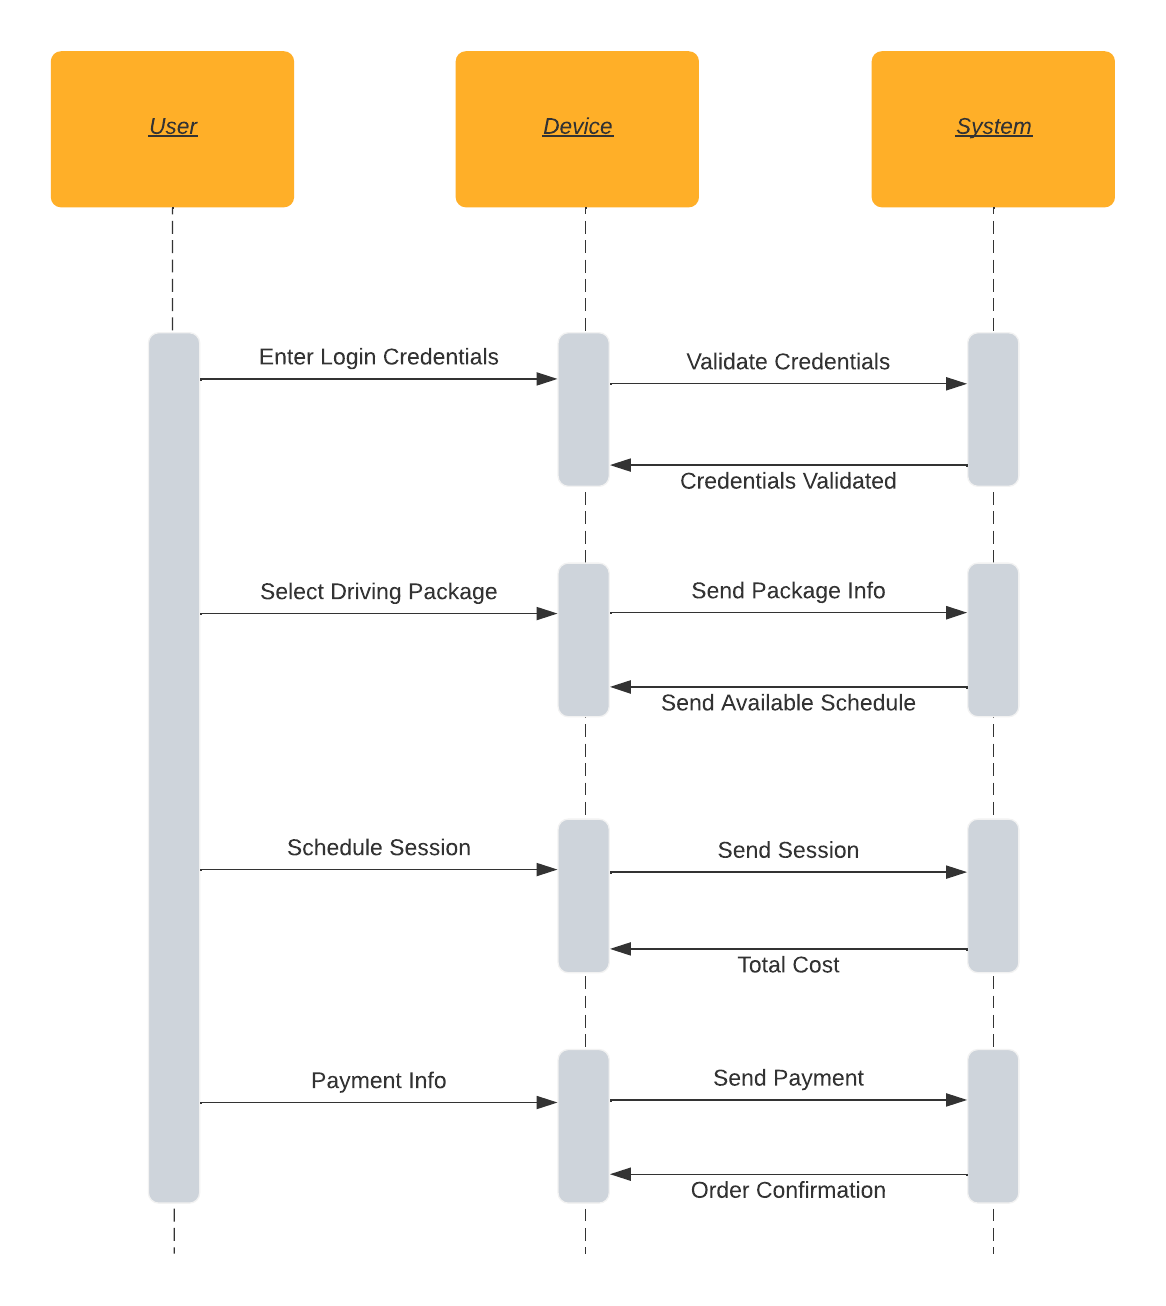 User
Device
System
Enter Login Credentials
Validate Credentials
Credentials Validated
Select Driving Package
Send Package Info
Send Available Schedule
Schedule Session
Send Session
Total Cost
Payment Info
Send Payment
Order Confirmation